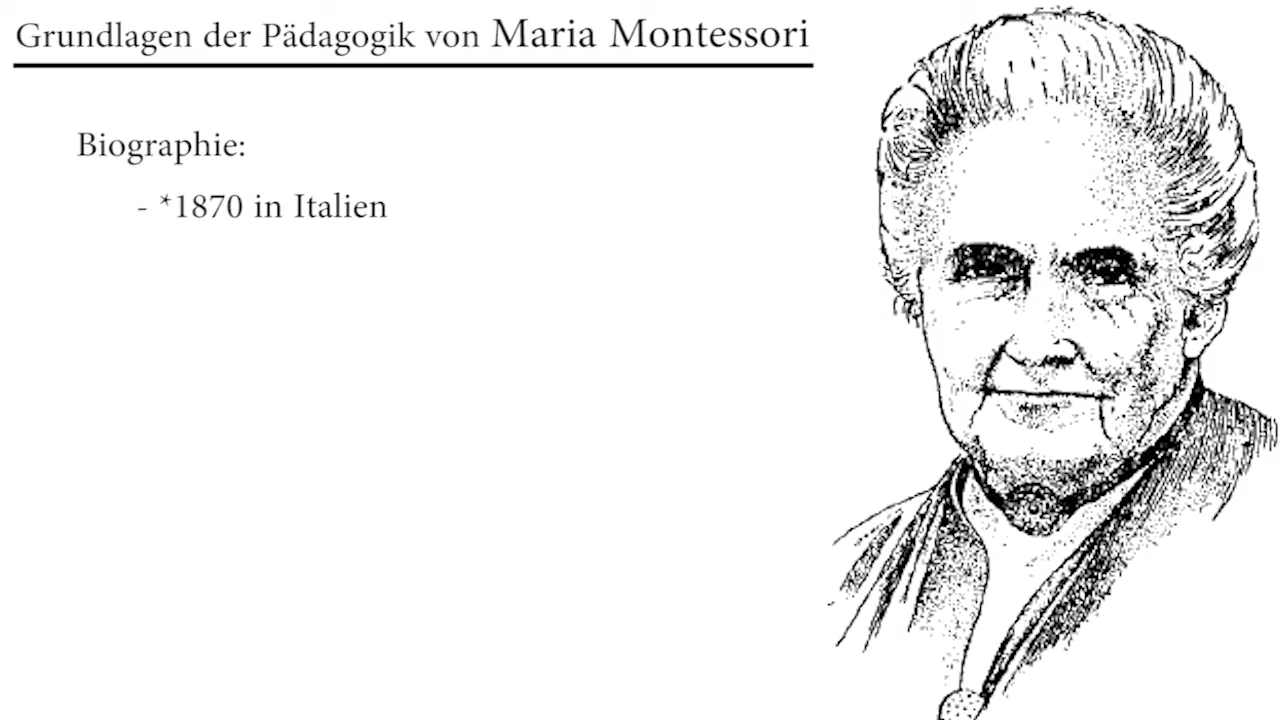 Grundlagen der Pädagogik von Maria Montessori
Biographie:
- *1870 in Italien